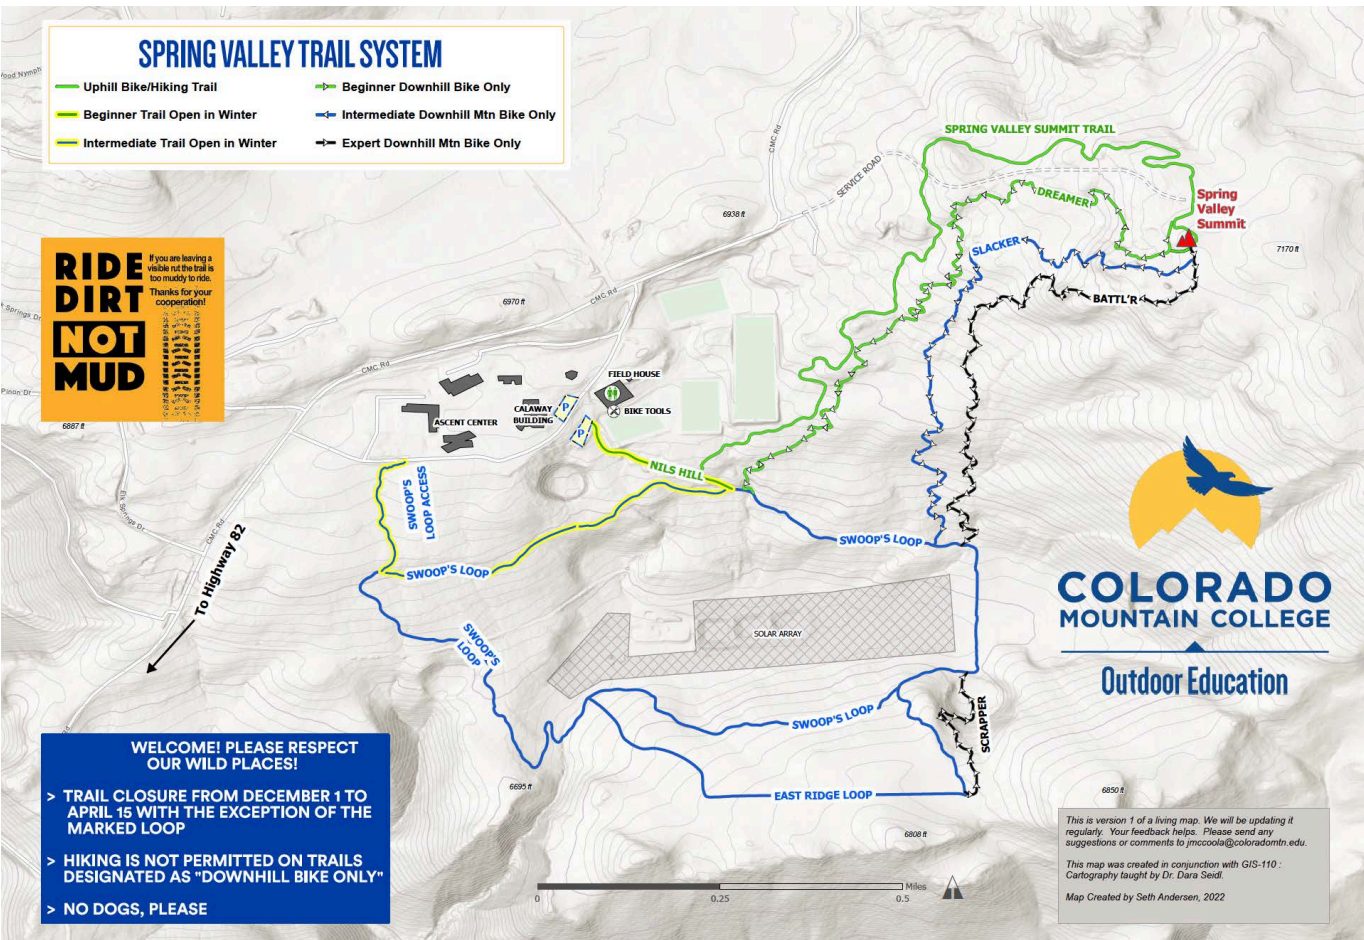 SPRING VALLEY TRAIL SYSTEM
Uphill Bike/Hiking Trail
Beginner Trail Open in Winter
Intermediate Trail Open in Winter
Beginner Downhill Bike Only
Intermediate Downhill Mtn Bike Only
Expert Downhill Mtn Bike Only
CMC Rd
SERVICE ROAD
SPRING VALLEY SUMMIT TRAIL
DREAMER
Spring
Valley
Summit
6938 ft
7170 ft
SLACKER
BATTL'R
RIDE
DIRT
NOT
MUD
If you are leaving a
visible rut the trail is
too muddy to ride.
Thanks for your
cooperation!
6970 ft
CMC Rd
CMC Rd
Pinon Dr
6887 ft
FIELD HOUSE
BIKE TOOLS
CALAWAY
BUILDING
P
P
ASCENT CENTER
NILS HILL
SWOOP'S
LOOP ACCESS
Elk Springs Dr
CMC Rd
To Highway 82
SWOOP'S LOOP
SWOOP'S LOOP
SWOOP'S
LOOP
SOLAR ARRAY
SWOOP'S LOOP
SCRAPPER
EAST RIDGE LOOP
6695 ft
6850 ft
6808 ft
COLORADO
MOUNTAIN COLLEGE
Outdoor Education
WELCOME! PLEASE RESPECT
OUR WILD PLACES!
> TRAIL CLOSURE FROM DECEMBER 1 TO
APRIL 15 WITH THE EXCEPTION OF THE
MARKED LOOP
> HIKING IS NOT PERMITTED ON TRAILS
DESIGNATED AS "DOWNHILL BIKE ONLY"
> NO DOGS, PLEASE
Miles
0 0.25 0.5
This is version 1 of a living map. We will be updating it
regularly. Your feedback helps. Please send any
suggestions or comments to jmccoola@coloradomtn.edu.
This map was created in conjunction with GIS-110 :
Cartography taught by Dr. Dara Seidl.
Map Created by Seth Andersen, 2022